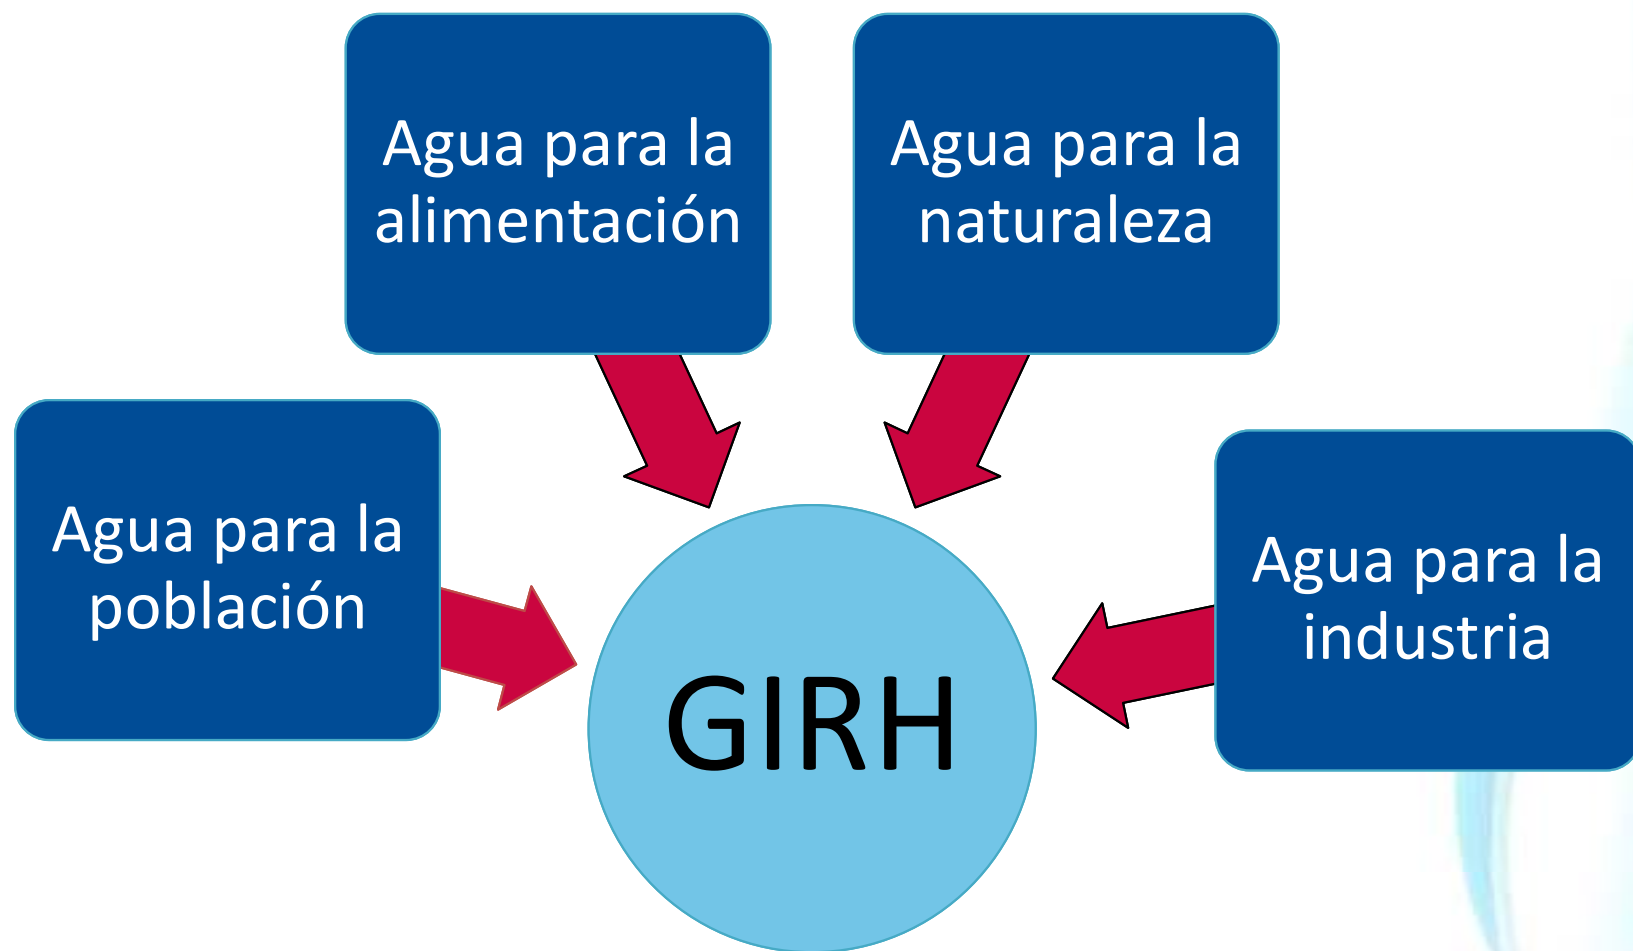 Agua para la
alimentación
Agua para la
naturaleza
Agua para la
población
Agua para la
industria
GIRH